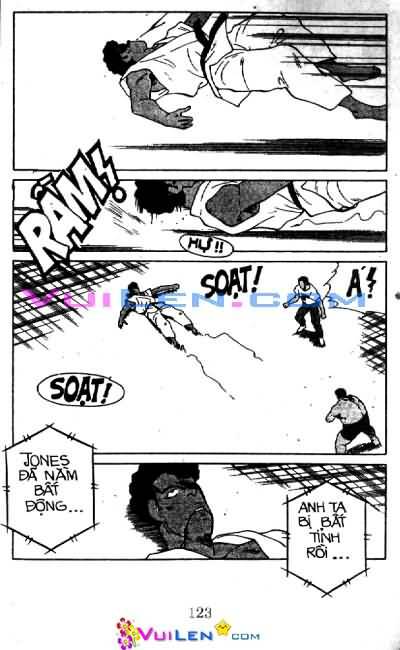 RẦM!
HỰ!!
SOẠT!
Á!
VUILEN.COM
SOẠT!
JONES
ĐÃ NẰM
BẤT
ĐỘNG...
ANH TA
BỊ BẤT
TỈNH
RỒI...
123
VUILEN.COM